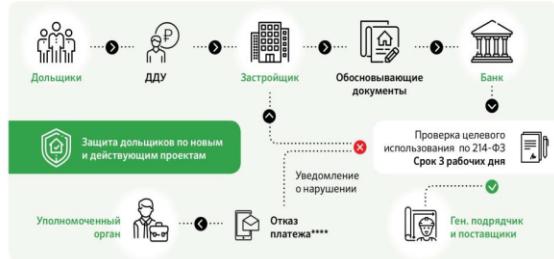 Дольщики
ДДУ
Застройщик
Обосновывающие
документы
Банк
Защита дольщиков по новым
и действующим проектам
Проверка целевого
использования по 214-ФЗ
Срок 3 рабочих дня
Уведомление
о нарушении
Уполномоченный
орган
Отказ
платежа****
Ген. подрядчик
и поставщики